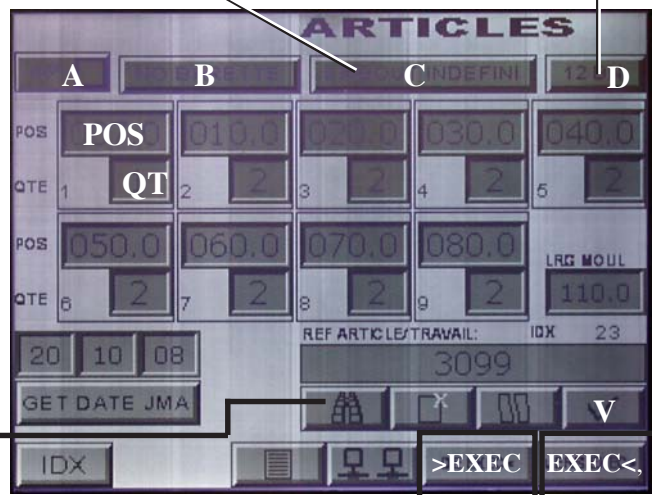 ARTICLES
A B C INDEFINI D
POS POS 010.0 020.0 030.0 040.0
QTE 1 QT 2 2 3 2 4 2 5 2
POS 050.0 060.0 070.0 080.0 LRG MOUL
QTE 6 2 7 2 8 2 9 2 110.0
REF ARTICLE/TRAVAIL: IDX 23
20 10 08 3099
GET DATE JMA V
IDX >EXEC EXEC<,